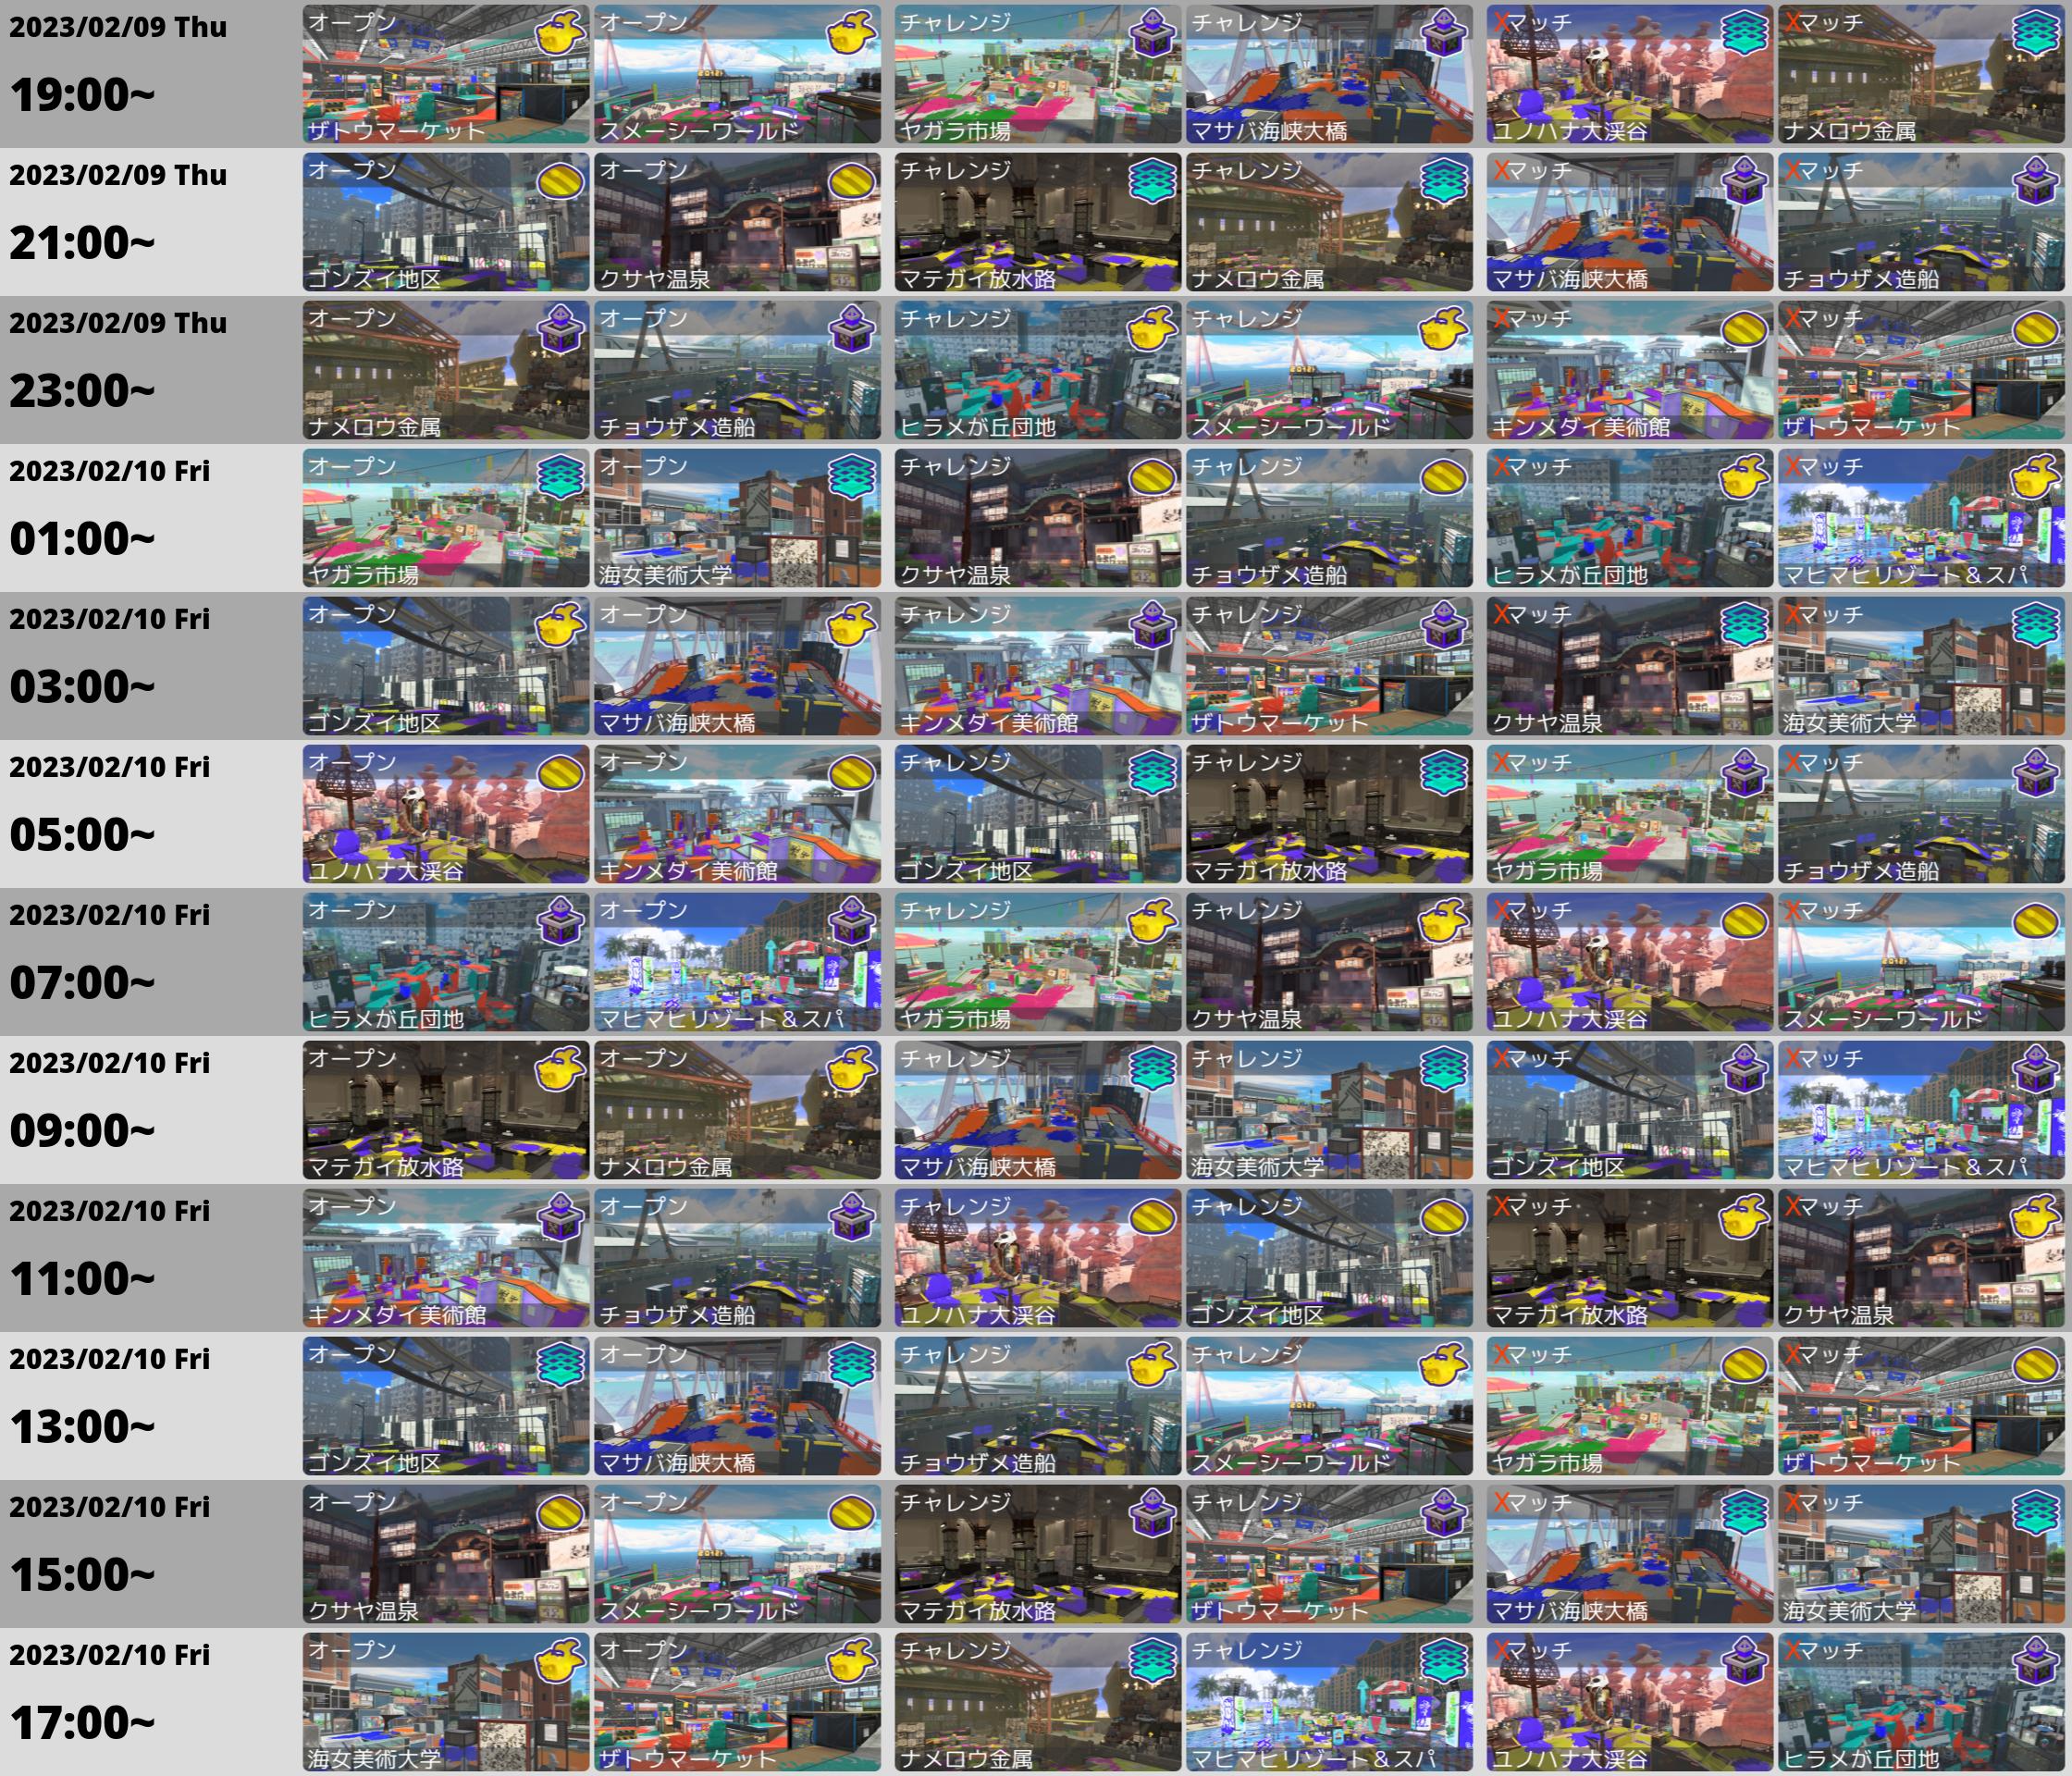 2023/02/09 Thu
19:00~
オープン
ザトウマーケット
オープン
スメーシーワールド
チャレンジ
ヤガラ市場
チャレンジ
マサバ海峡大橋
Xマッチ
ユノハナ大渓谷
Xマッチ
ナメロウ金属
2023/02/09 Thu
21:00~
オープン
ゴンズイ地区
オープン
クサヤ温泉
チャレンジ
マテガイ放水路
チャレンジ
ナメロウ金属
Xマッチ
マサバ海峡大橋
Xマッチ
チョウザメ造船
2023/02/09 Thu
23:00~
オープン
ナメロウ金属
オープン
チョウザメ造船
チャレンジ
ヒラメが丘団地
チャレンジ
スメーシーワールド
Xマッチ
キンメダイ美術館
Xマッチ
ザトウマーケット
2023/02/10 Fri
01:00~
オープン
ヤガラ市場
オープン
海女美術大学
チャレンジ
クサヤ温泉
チャレンジ
チョウザメ造船
Xマッチ
ヒラメが丘団地
Xマッチ
マヒマヒリゾート&スパ
2023/02/10 Fri
03:00~
オープン
ゴンズイ地区
オープン
マサバ海峡大橋
チャレンジ
キンメダイ美術館
チャレンジ
ザトウマーケット
Xマッチ
クサヤ温泉
Xマッチ
海女美術大学
2023/02/10 Fri
05:00~
オープン
ユノハナ大渓谷
オープン
キンメダイ美術館
チャレンジ
ゴンズイ地区
チャレンジ
マテガイ放水路
Xマッチ
ヤガラ市場
Xマッチ
チョウザメ造船
2023/02/10 Fri
07:00~
オープン
ヒラメが丘団地
オープン
マヒマヒリゾート&スパ
チャレンジ
ヤガラ市場
チャレンジ
クサヤ温泉
Xマッチ
ユノハナ大渓谷
Xマッチ
スメーシーワールド
2023/02/10 Fri
09:00~
オープン
マテガイ放水路
オープン
ナメロウ金属
チャレンジ
マサバ海峡大橋
チャレンジ
海女美術大学
Xマッチ
ゴンズイ地区
Xマッチ
マヒマヒリゾート&スパ
2023/02/10 Fri
11:00~
オープン
キンメダイ美術館
オープン
チョウザメ造船
チャレンジ
ユノハナ大渓谷
チャレンジ
ゴンズイ地区
Xマッチ
マテガイ放水路
Xマッチ
クサヤ温泉
2023/02/10 Fri
13:00~
オープン
ゴンズイ地区
オープン
マサバ海峡大橋
チャレンジ
チョウザメ造船
チャレンジ
スメーシーワールド
Xマッチ
ヤガラ市場
Xマッチ
ザトウマーケット
2023/02/10 Fri
15:00~
オープン
クサヤ温泉
オープン
スメーシーワールド
チャレンジ
マテガイ放水路
チャレンジ
ザトウマーケット
Xマッチ
マサバ海峡大橋
Xマッチ
海女美術大学
2023/02/10 Fri
17:00~
オープン
海女美術大学
オープン
ザトウマーケット
チャレンジ
ナメロウ金属
チャレンジ
マヒマヒリゾート&スパ
Xマッチ
ユノハナ大渓谷
Xマッチ
ヒラメが丘団地